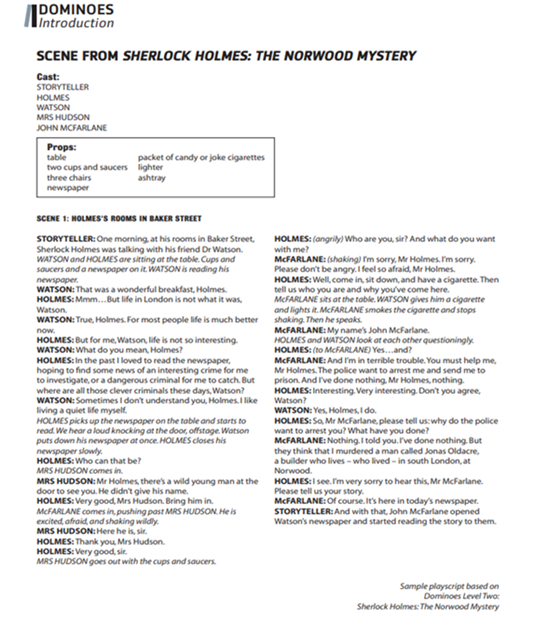 DOMINOES
Introduction
SCENE FROM SHERLOCK HOLMES: THE NORWOOD MYSTERY
Cast:
STORYTELLER
HOLMES
WATSON
MRS HUDSON
JOHN MCFARLANE
Props:
table
two cups and saucers
three chairs
newspaper
packet of candy or joke cigarettes
lighter
ashtray
SCENE 1: HOLMES'S ROOMS IN BAKER STREET
STORYTELLER: One morning, at his rooms in Baker Street,
Sherlock Holmes was talking with his friend Dr Watson.
WATSON and HOLMES are sitting at the table. Cups and
saucers and a newspaper on it. WATSON is reading his
newspaper.
WATSON: That was a wonderful breakfast, Holmes.
HOLMES: Mmm...But life in London is not what it was,
Watson.
WATSON: True, Holmes. For most people life is much better
now.
HOLMES: But for me, Watson, life is not so interesting.
WATSON: What do you mean, Holmes?
HOLMES: In the past I loved to read the newspaper,
hoping to find some news of an interesting crime for me
to investigate, or a dangerous criminal for me to catch. But
where are all those clever criminals these days, Watson?
WATSON: Sometimes I don't understand you, Holmes. I like
living a quiet life myself.
HOLMES picks up the newspaper on the table and starts to
read. We hear a loud knocking at the door, offstage. Watson
puts down his newspaper at once. HOLMES closes his
newspaper slowly.
HOLMES: Who can that be?
MRS HUDSON comes in.
MRS HUDSON: Mr Holmes, there's a wild young man at the
door to see you. He didn't give his name.
HOLMES: Very good, Mrs Hudson. Bring him in.
McFARLANE comes in, pushing past MRS HUDSON. He is
excited, afraid, and shaking wildly.
MRS HUDSON: Here he is, sir.
HOLMES: Thank you, Mrs Hudson.
HOLMES: Very good, sir.
MRS HUDSON goes out with the cups and saucers.
HOLMES: (angrily) Who are you, sir? And what do you want
with me?
McFARLANE: (shaking) I'm sorry, Mr Holmes. I'm sorry.
Please don't be angry. I feel so afraid, Mr Holmes.
HOLMES: Well, come in, sit down, and have a cigarette. Then
tell us who you are and why you've come here.
McFARLANE sits at the table. WATSON gives him a cigarette
and lights it. McFARLANE smokes the cigarette and stops
shaking. Then he speaks.
McFARLANE: My name's John McFarlane.
HOLMES and WATSON look at each other questioningly.
HOLMES: (to McFARLANE) Yes...and?
McFARLANE: And I'm in terrible trouble. You must help me,
Mr Holmes. The police want to arrest me and send me to
prison. And I've done nothing, Mr Holmes, nothing.
HOLMES: Interesting. Very interesting. Don't you agree,
Watson?
WATSON: Yes, Holmes, I do.
HOLMES: So, Mr McFarlane, please tell us: why do the police
want to arrest you? What have you done?
McFARLANE: Nothing. I told you. I've done nothing. But
they think that I murdered a man called Jonas Oldacre,
a builder who lives – who lived – in south London, at
Norwood.
HOLMES: I see. I'm very sorry to hear this, Mr McFarlane.
Please tell us your story.
McFARLANE: Of course. It's here in today's newspaper.
STORYTELLER: And with that, John McFarlane opened
Watson's newspaper and started reading the story to them.
Sample playscript based on
Dominoes Level Two:
Sherlock Holmes: The Norwood Mystery